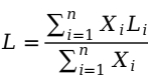 L = \frac{\sum_{i=1}^{n} X_i L_i}{\sum_{i=1}^{n} X_i}